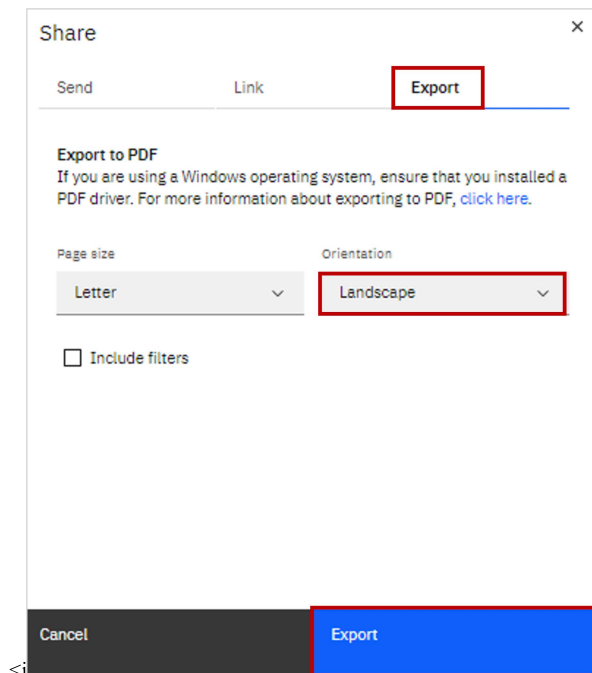 Share
Send Link Export
Export to PDF
If you are using a Windows operating system, ensure that you installed a
PDF driver. For more information about exporting to PDF, click here.
Page size Orientation
Letter Landscape
Include filters
Cancel Export
<i